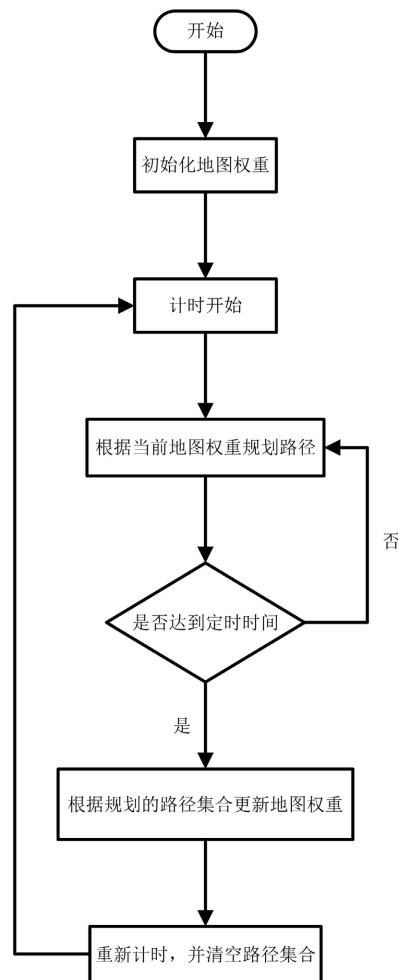 开始
初始化地图权重
计时开始
根据当前地图权重规划路径
否
是否达到定时时间
是
根据规划的路径集合更新地图权重
重新计时，并清空路径集合